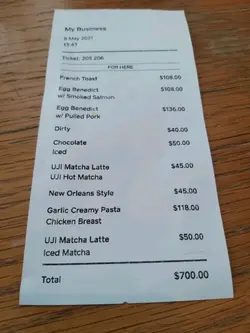 My Business
6 May 2021
13:47
Ticket: 205.20K
FOR HERE
French Toast $108.00
Egg Benedict $108.00
w/ Smoked Salmon
Egg Benedict $136.00
w/ Pulled Pork
Dirty $40.00
Chocolate $50.00
Iced
UJI Matcha Latte $45.00
UJI Hot Matcha
New Orleans Style $45.00
Garlic Creamy Pasta $118.00
Chicken Breast
UJI Matcha Latte $50.00
Iced Matcha
Total $700.00